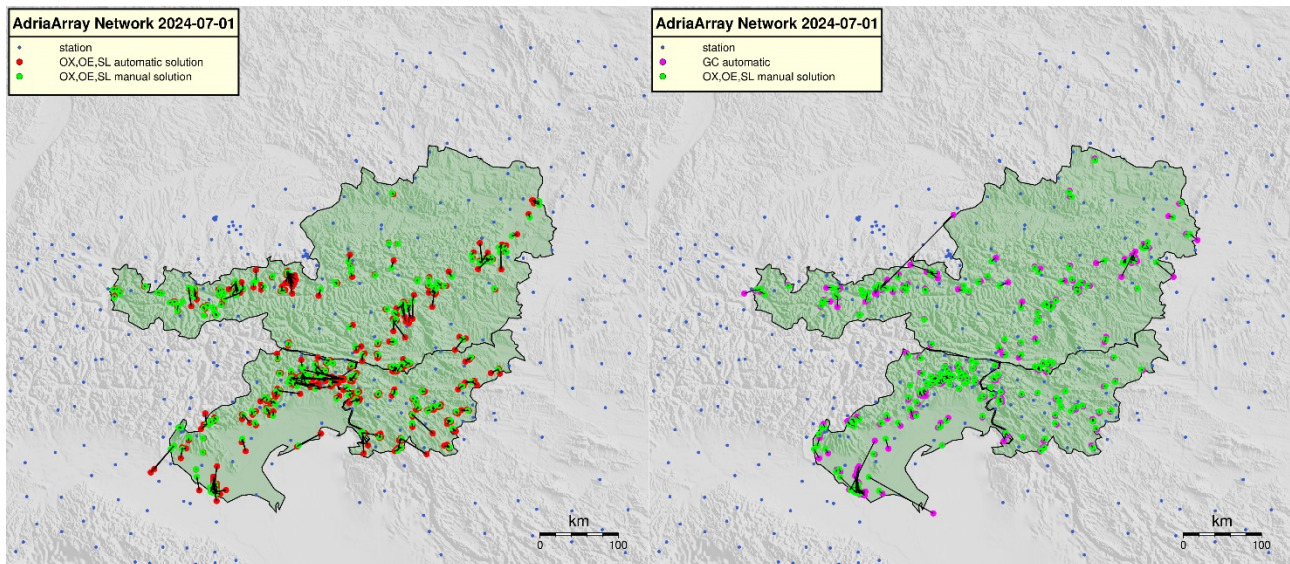 AdriaArray Network 2024-07-01
station
OX,OE,SL automatic solution
OX,OE,SL manual solution
km
0
100
AdriaArray Network 2024-07-01
station
GC automatic
OX,OE,SL manual solution
km
0
100